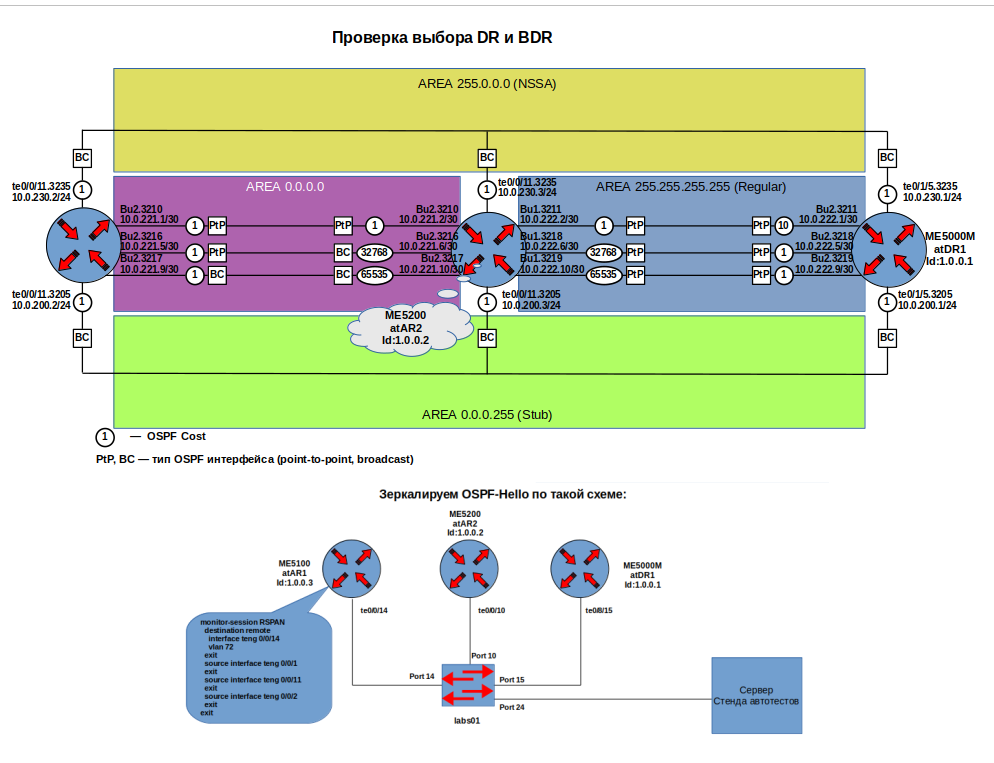 Проверка выбора DR и BDR
AREA 255.0.0.0 (NSSA)
BC
BC
BC
te0/0/11.3235
10.0.230.2/24
1
1
te0/0/11.3235
10.0.230.3/24
1
te0/1/5.3235
10.0.230.1/24
AREA 0.0.0.0
AREA 255.255.255.255 (Regular)
Bu2.3210
10.0.221.1/30
1
PtP
PtP
1
Bu2.3210
10.0.221.2/30
Bu1.3211
10.0.222.2/30
1
PtP
PtP
10
Bu2.3211
10.0.222.1/30
Bu2.3216
10.0.221.5/30
1
PtP
BC
32768
Bu2.3216
10.0.221.6/30
Bu1.3218
10.0.222.6/30
32768
PtP
PtP
1
Bu2.3218
10.0.222.5/30
Bu2.3217
10.0.221.9/30
1
BC
BC
65535
Bu2.3217
10.0.221.10/30
Bu1.3219
10.0.222.10/30
65535
PtP
PtP
1
Bu2.3219
10.0.222.9/30
ME5000M
atDR1
Id:1.0.0.1
te0/0/11.3205
10.0.200.2/24
1
1
te0/0/11.3205
10.0.200.3/24
1
te0/1/5.3205
10.0.200.1/24
ME5200
atAR2
Id:1.0.0.2
BC
BC
BC
AREA 0.0.0.255 (Stub)
1
— OSPF Cost
PtP, BC — тип OSPF интерфейса (point-to-point, broadcast)
Зеркалируем OSPF-Hello по такой схеме:
ME5100
atAR1
Id:1.0.0.3
ME5200
atAR2
Id:1.0.0.2
ME5000M
atDR1
Id:1.0.0.1
te0/0/14
te0/0/10
te0/8/15
monitor-session RSPAN
destination remote
interface teng 0/0/14
vlan 72
exit
source interface teng 0/0/1
exit
source interface teng 0/0/11
exit
source interface teng 0/0/2
exit
exit
Port 10
Port 14
Port 15
Port 24
labs01
Сервер
Стенда автотестов